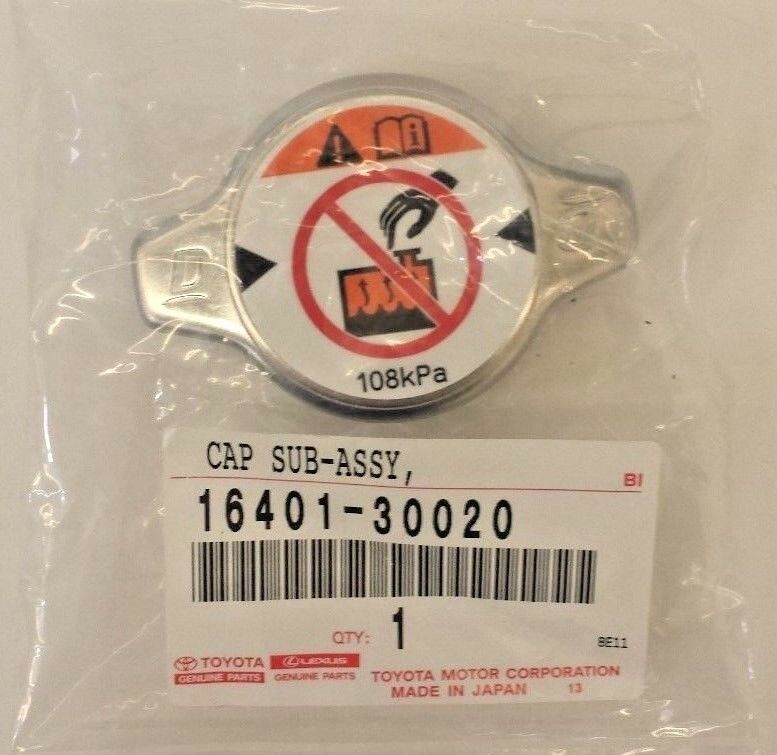 108kPa
CAP SUB-ASSY,
BI
16401-30020
QTY: 1
8E11
TOYOTA LEXUS
GENUINE PARTS GENUINE PARTS
TOYOTA MOTOR CORPORATION
MADE IN JAPAN 13